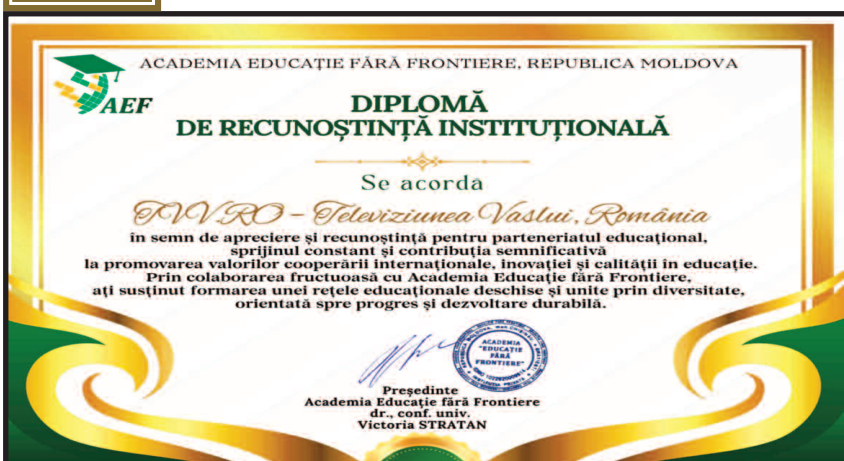 ACADEMIA EDUCAȚIE FĂRĂ FRONTIERE, REPUBLICA MOLDOVA
AEF
DIPLOMĂ
DE RECUNOȘTINȚĂ INSTITUȚIONALĂ
Se acordă
TVV.RO – Televiziunea Vaslui, România
în semn de apreciere și recunoștință pentru parteneriatul educațional,
sprijinul constant și contribuția semnificativă
la promovarea valorilor cooperării internaționale, inovației și calității în educație.
Prin colaborarea fructuoasă cu Academia Educație fără Frontiere,
ați susținut formarea unei rețele educaționale deschise și unite prin diversitate,
orientată spre progres și dezvoltare durabilă.
ACADEMIA
"EDUCAȚIE
FĂRĂ
FRONTIERE"
Președinte
Academia Educație fără Frontiere
dr., conf. univ.
Victoria STRATAN